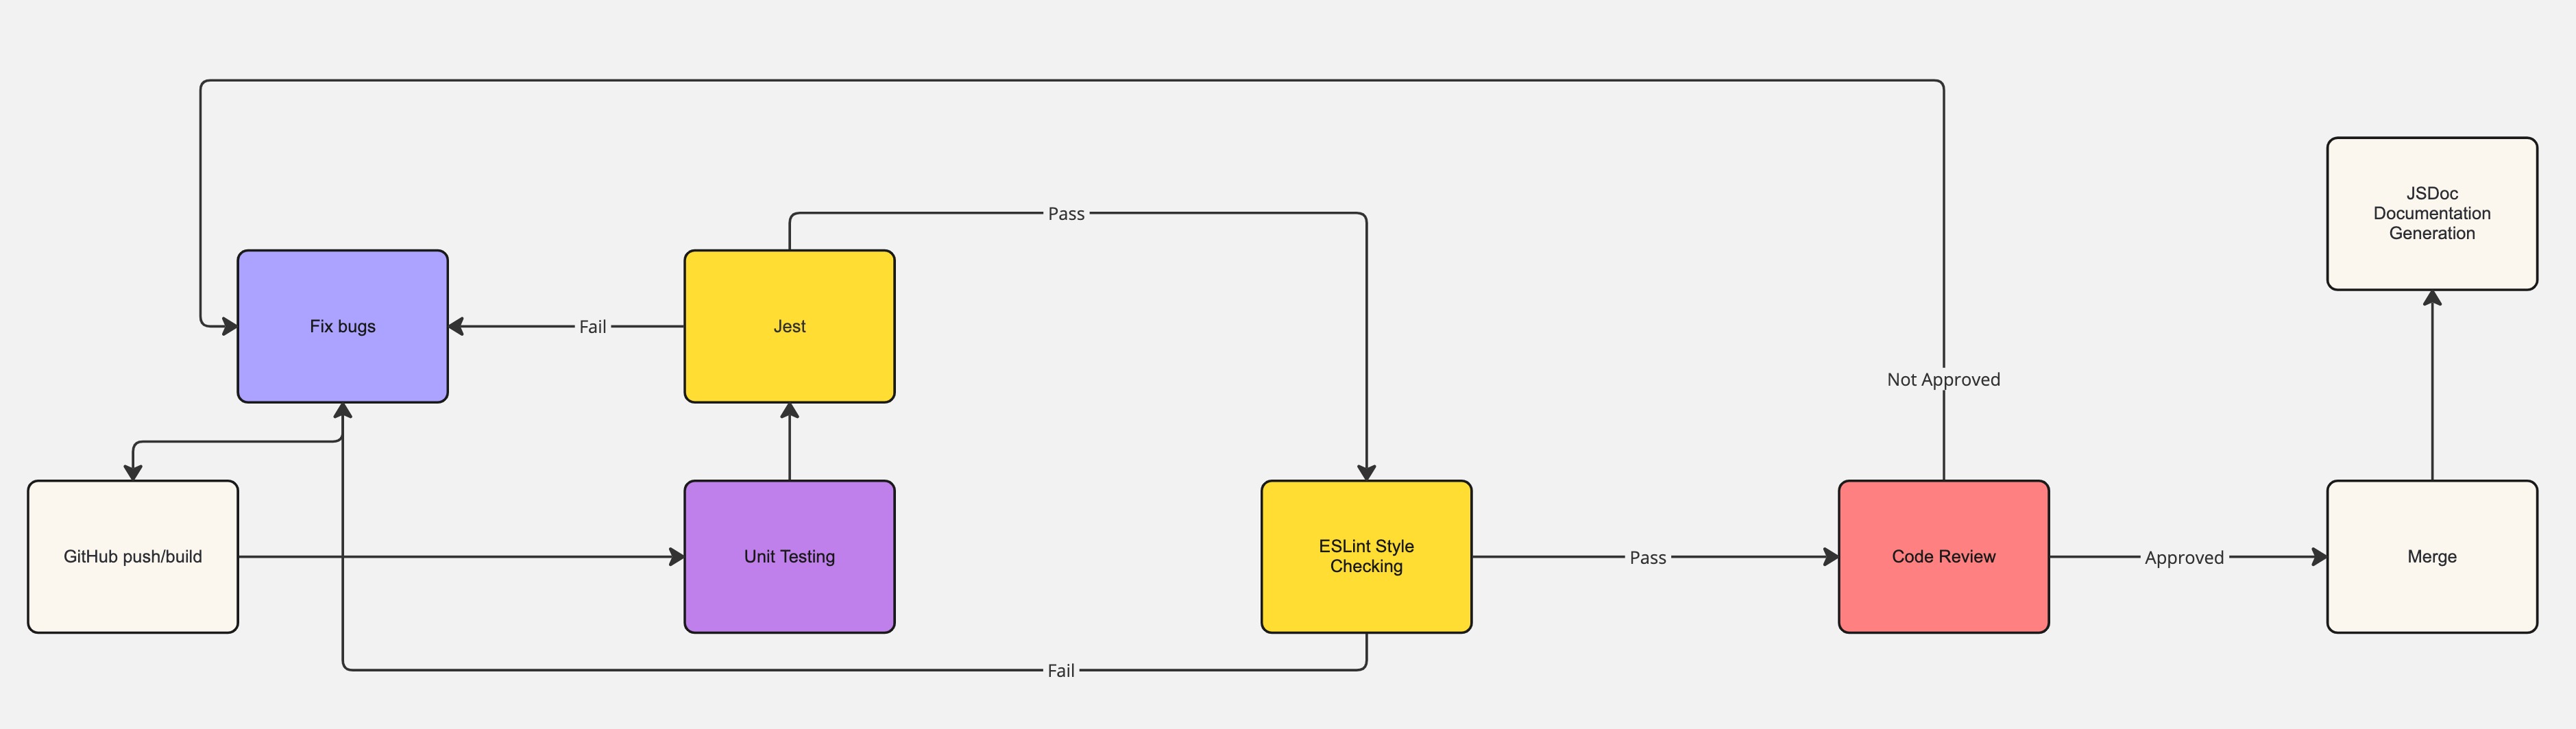 JSDoc
Documentation
Generation
Pass
Fix bugs
Fail
Jest
Not Approved
GitHub push/build
Unit Testing
ESLint Style
Checking
Pass
Code Review
Approved
Merge
Fail